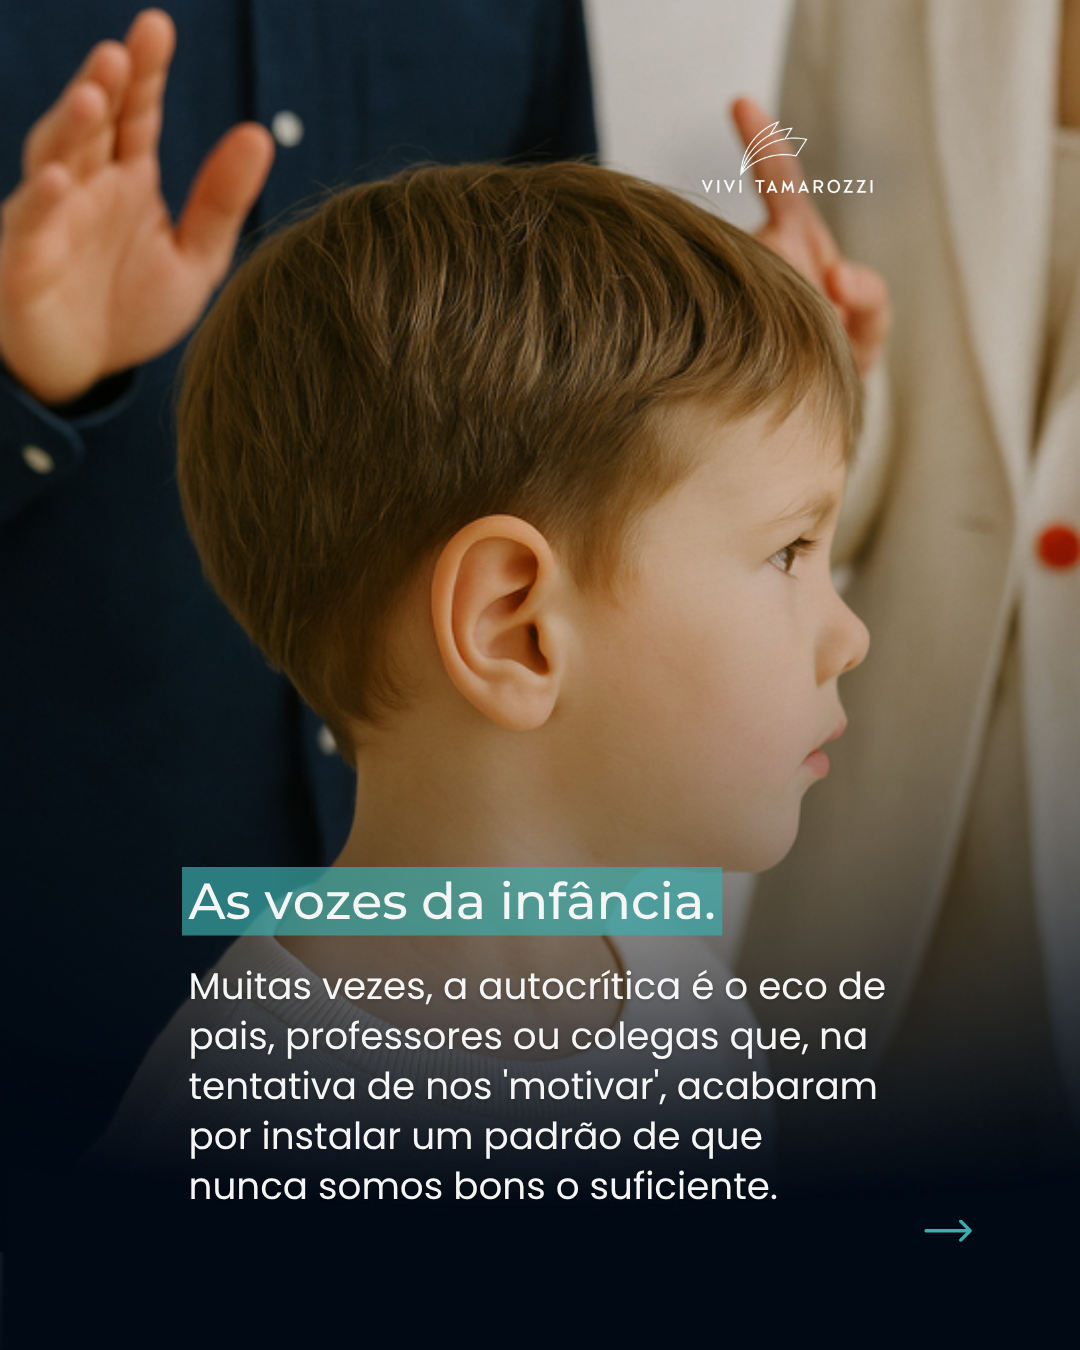 VIVI TAMAROZZI
As vozes da infância.
Muitas vezes, a autocrítica é o eco de
pais, professores ou colegas que, na
tentativa de nos 'motivar', acabaram
por instalar um padrão de que
nunca somos bons o suficiente.